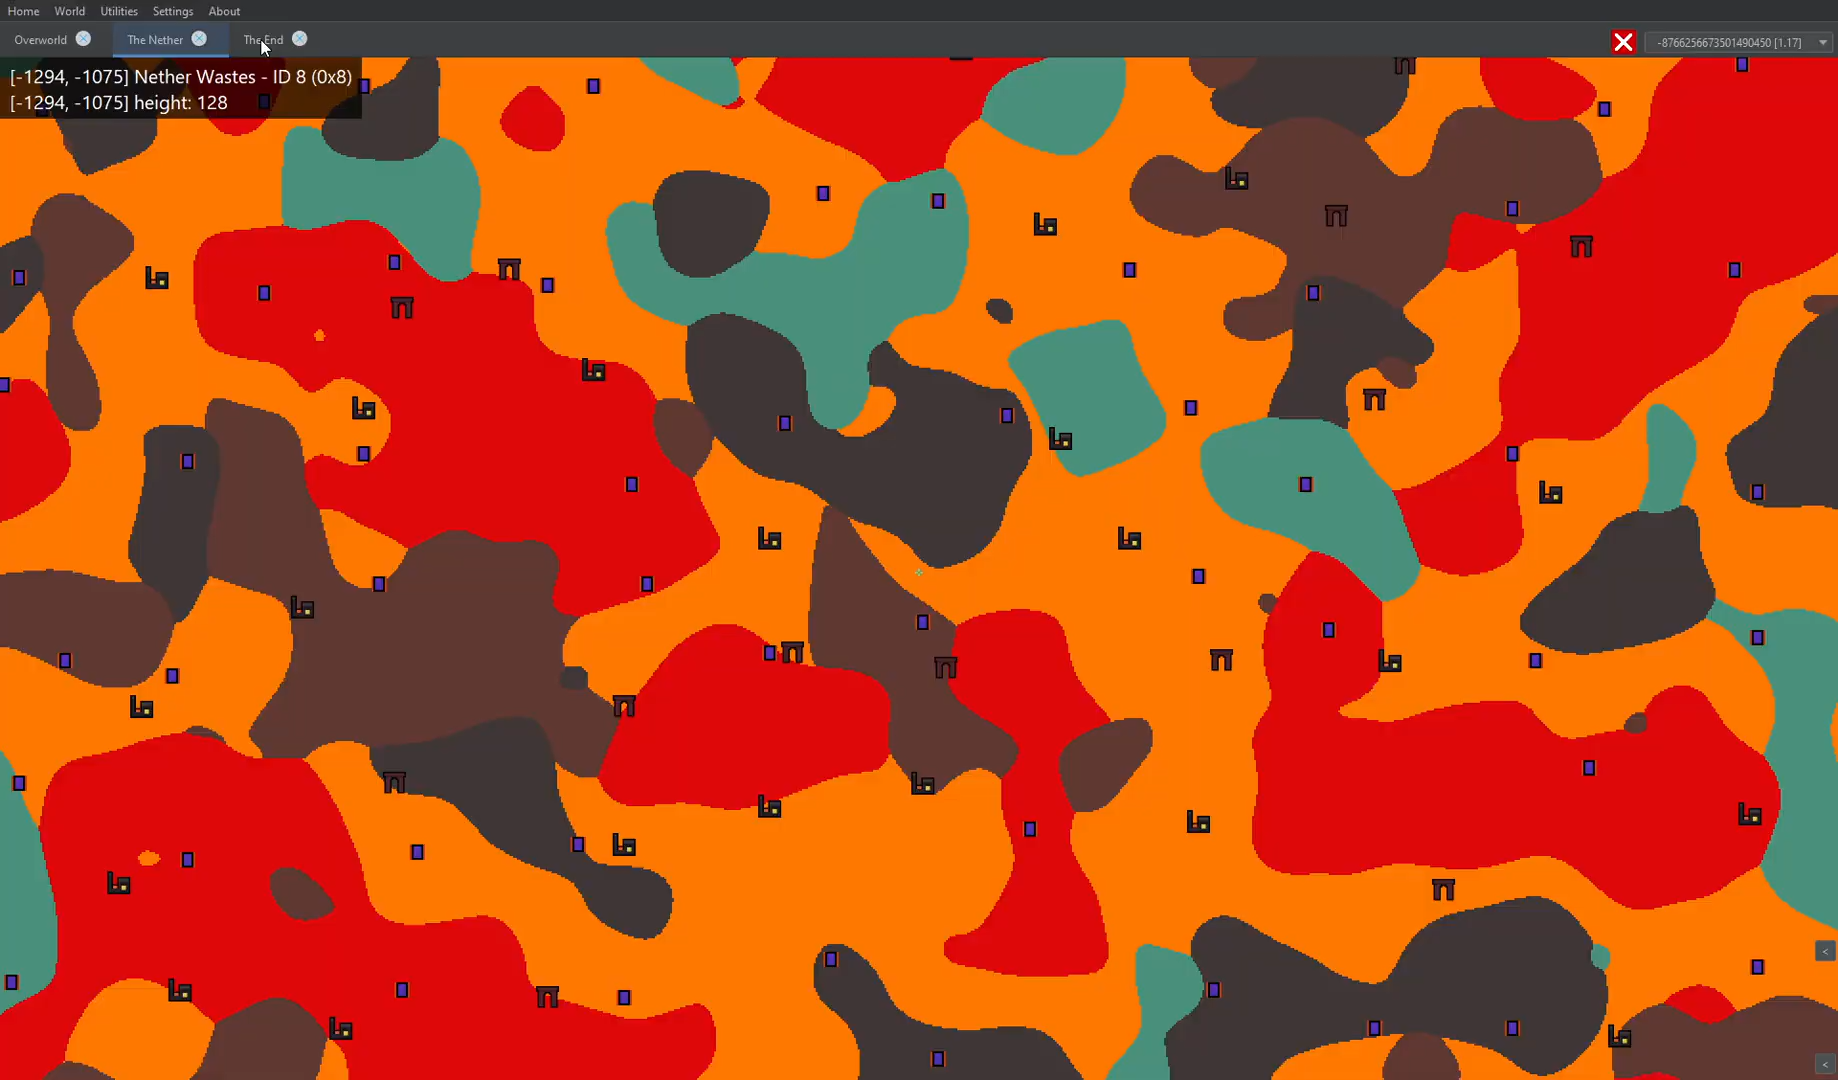 Home World Utilities Settings About
Overworld The Nether The End -8766256673501490450 [1.17]
[-1294, -1075] Nether Wastes - ID 8 (0x8)
[-1294, -1075] height: 128
<
<